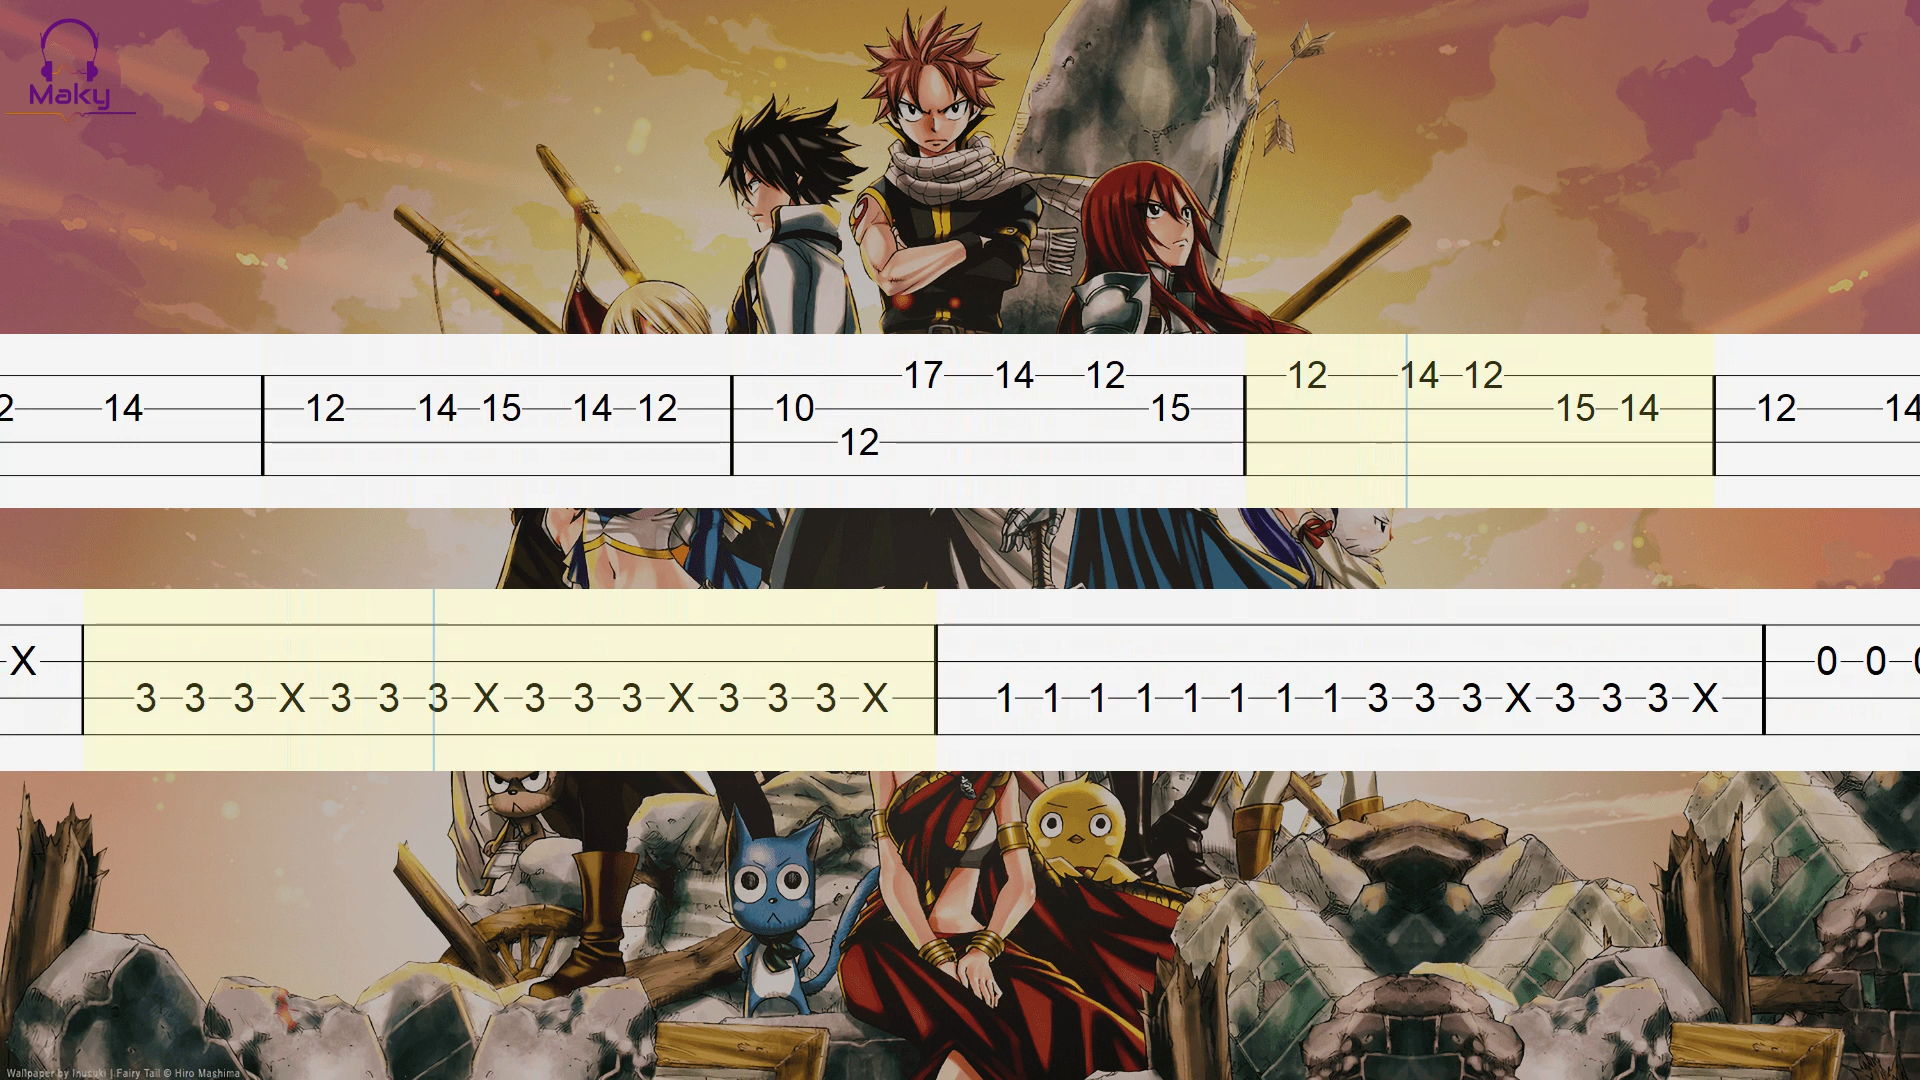 Maky
17 14 12 12 14 12
2 14 12 14 15 14 12 10 15 15 14 12 14
12
X 0 0 0
3 3 3 X 3 3 3 X 3 3 3 X 3 3 3 X 1 1 1 1 1 1 1 1 3 3 3 X 3 3 3 X
Wallpaper by Inusuki | Fairy Tail © Hiro Mashima